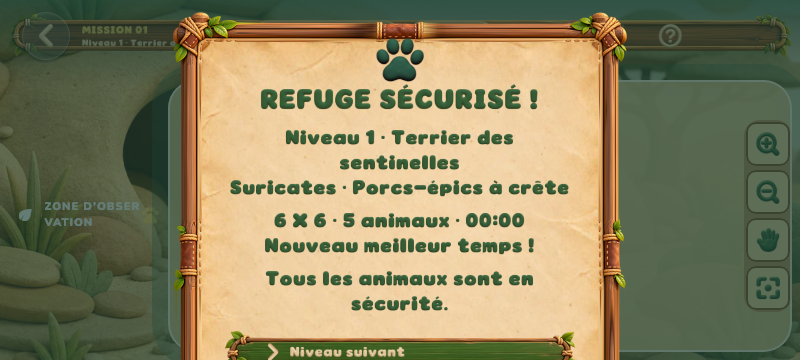 MISSION 01
Niveau 1 · Terrier d
REFUGE SÉCURISÉ !
Niveau 1 · Terrier des
sentinelles
Suricates · Porcs-épics à crête
6 X 6 · 5 animaux · 00:00
Nouveau meilleur temps !
Tous les animaux sont en
sécurité.
Niveau suivant
ZONE D'OBSER
VATION
?